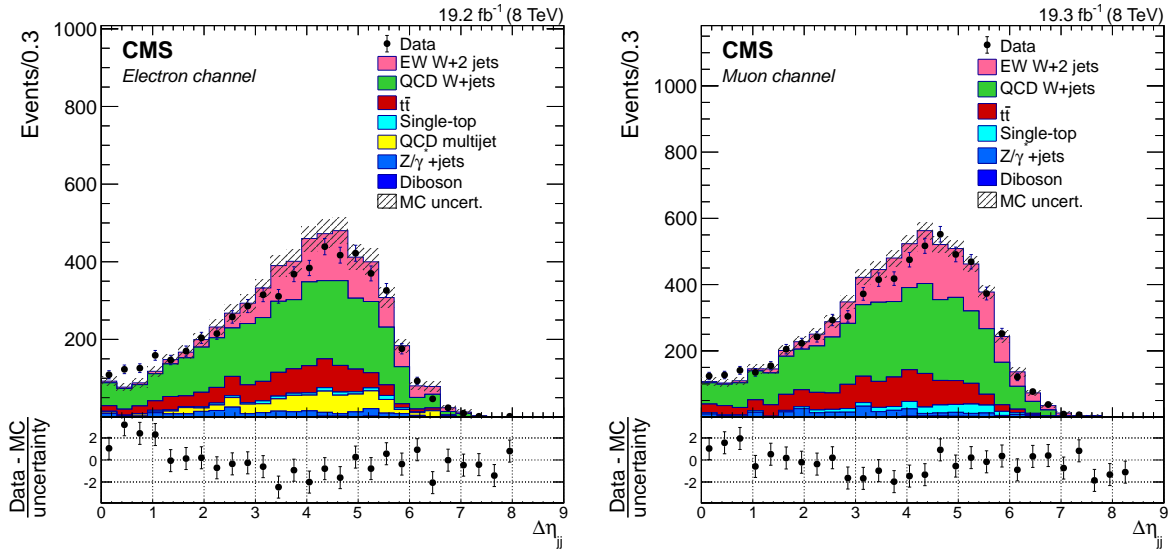 19.2 fb⁻¹ (8 TeV)
CMS
Electron channel
Events/0.3
1000
800
600
400
200
Data
EW W+2 jets
QCD W+jets
tt̄
Single-top
QCD multijet
Z/γ* +jets
Diboson
MC uncert.
Data - MC
uncertainty
2
0
-2
0 1 2 3 4 5 6 7 8 9
Δη_jj
19.3 fb⁻¹ (8 TeV)
CMS
Muon channel
Events/0.3
1000
800
600
400
200
Data
EW W+2 jets
QCD W+jets
tt̄
Single-top
Z/γ* +jets
Diboson
MC uncert.
Data - MC
uncertainty
2
0
-2
0 1 2 3 4 5 6 7 8 9
Δη_jj